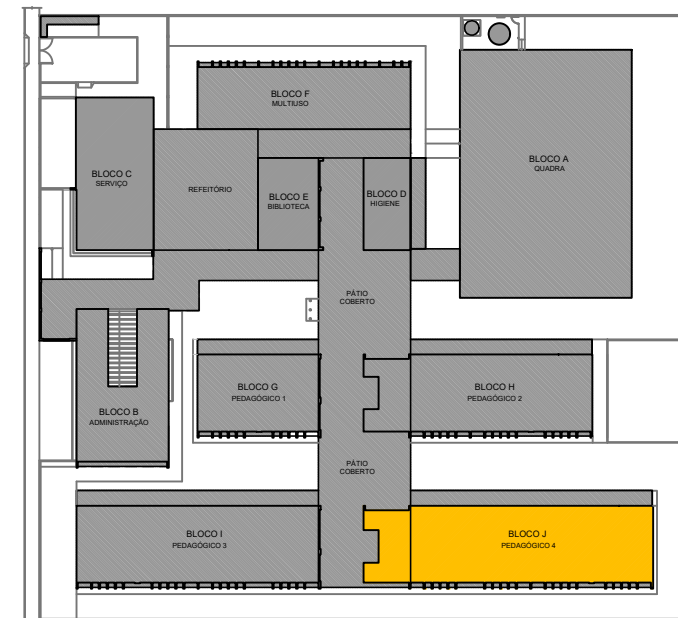 BLOCO F
MULTIUSO
BLOCO A
QUADRA
BLOCO C
SERVIÇO
REFEITÓRIO
BLOCO E
BIBLIOTECA
BLOCO D
HIGIENE
PÁTIO
COBERTO
BLOCO G
PEDAGÓGICO 1
BLOCO H
PEDAGÓGICO 2
BLOCO B
ADMINISTRAÇÃO
PÁTIO
COBERTO
BLOCO I
PEDAGÓGICO 3
BLOCO J
PEDAGÓGICO 4